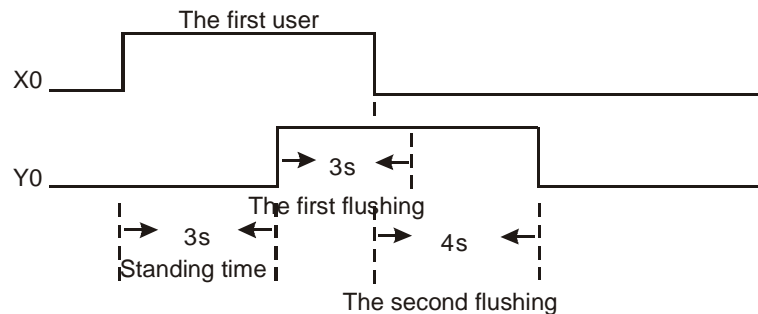 The first user
X0
3s
Y0
The first flushing
3s
4s
Standing time
The second flushing